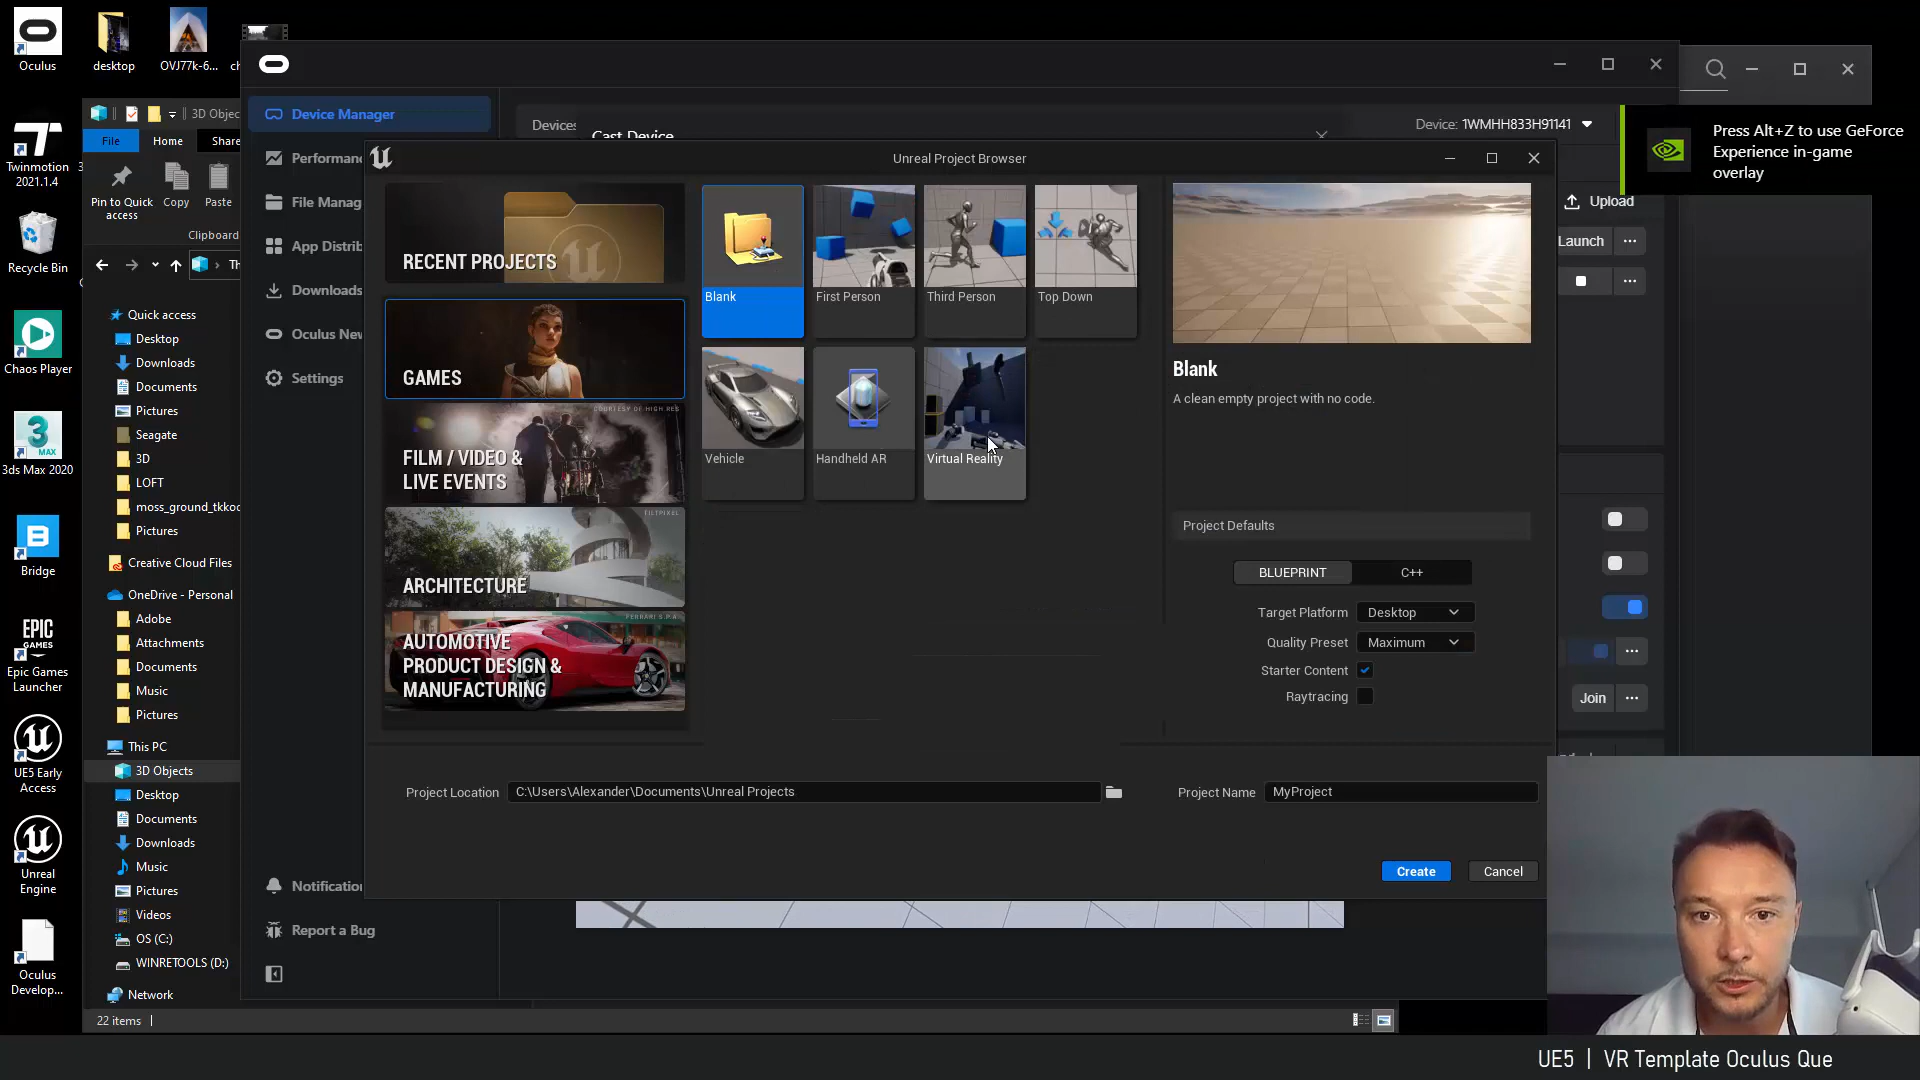 Oculus
desktop
OVJ77k-6...
Twinmotion
2021.1.4
Recycle Bin
Chaos Player
3ds Max 2020
Bridge
Epic Games
Launcher
UE5 Early
Access
Unreal
Engine
Oculus
Develop...
3D Objec
File
Home
Share
Pin to Quick
access
Copy
Paste
Clipboard
Th
Quick access
Desktop
Downloads
Documents
Pictures
Seagate
3D
LOFT
moss_ground_tkkoc
Pictures
Creative Cloud Files
OneDrive - Personal
Adobe
Attachments
Documents
Music
Pictures
This PC
3D Objects
Desktop
Documents
Downloads
Music
Pictures
Videos
OS (C:)
WINRETOOLS (D:)
Network
22 items
Device Manager
Performanc
File Manag
App Distrib
Downloads
Oculus New
Settings
Notification
Report a Bug
Devices
Cast Device
Device: 1WMHH833H91141
Upload
Launch
Join
Press Alt+Z to use GeForce
Experience in-game
overlay
Unreal Project Browser
RECENT PROJECTS
GAMES
COURTESY OF HIGH RES
FILM / VIDEO &
LIVE EVENTS
TILTPIXEL
ARCHITECTURE
FERRARI S.P.A
AUTOMOTIVE
PRODUCT DESIGN &
MANUFACTURING
Blank
First Person
Third Person
Top Down
Vehicle
Handheld AR
Virtual Reality
Blank
A clean empty project with no code.
Project Defaults
BLUEPRINT
C++
Target Platform
Desktop
Quality Preset
Maximum
Starter Content
Raytracing
Project Location
C:\Users\Alexander\Documents\Unreal Projects
Project Name
MyProject
Create
Cancel
UE5 | VR Template Oculus Que